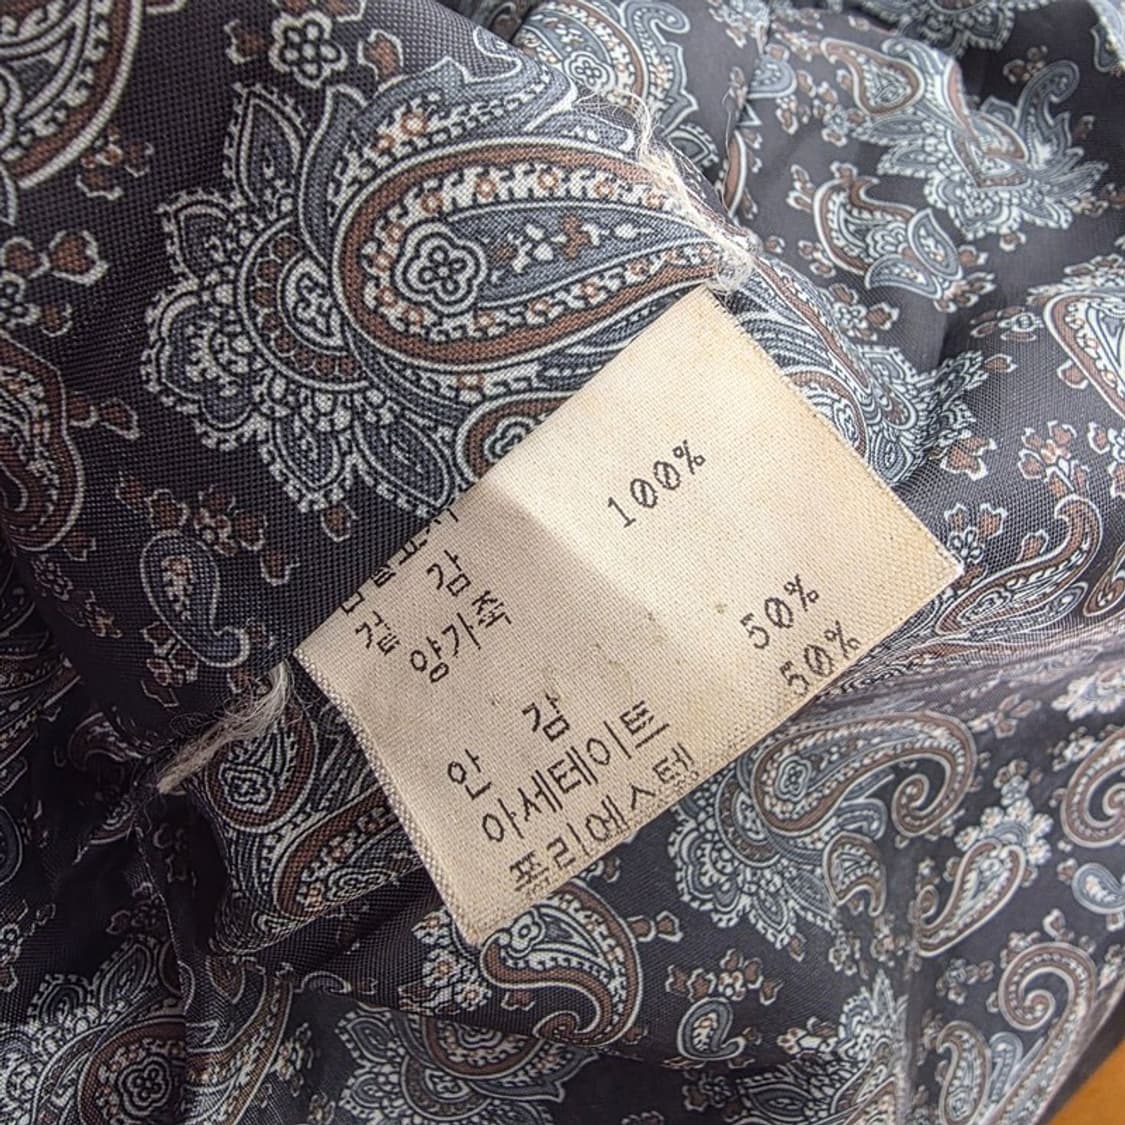 겉 감
양가죽 100%
안 감
아세테이트 50%
폴리에스텔 50%